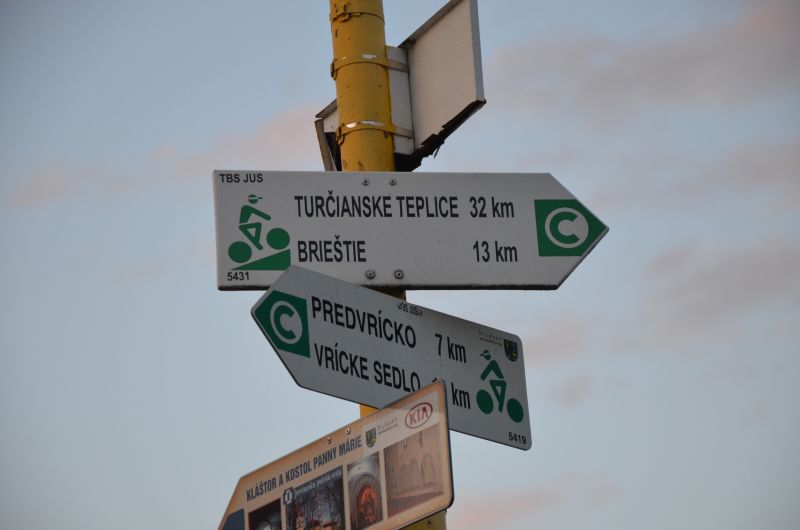 TBS JUS
TURČIANSKE TEPLICE 32 km
BRIEŠTIE 13 km
C
5431
PREDVRÍCKO 7 km
VRÍCKE SEDLO km
C
5419
KLÁŠTOR A KOSTOL PANNY MÁRIE
KIA